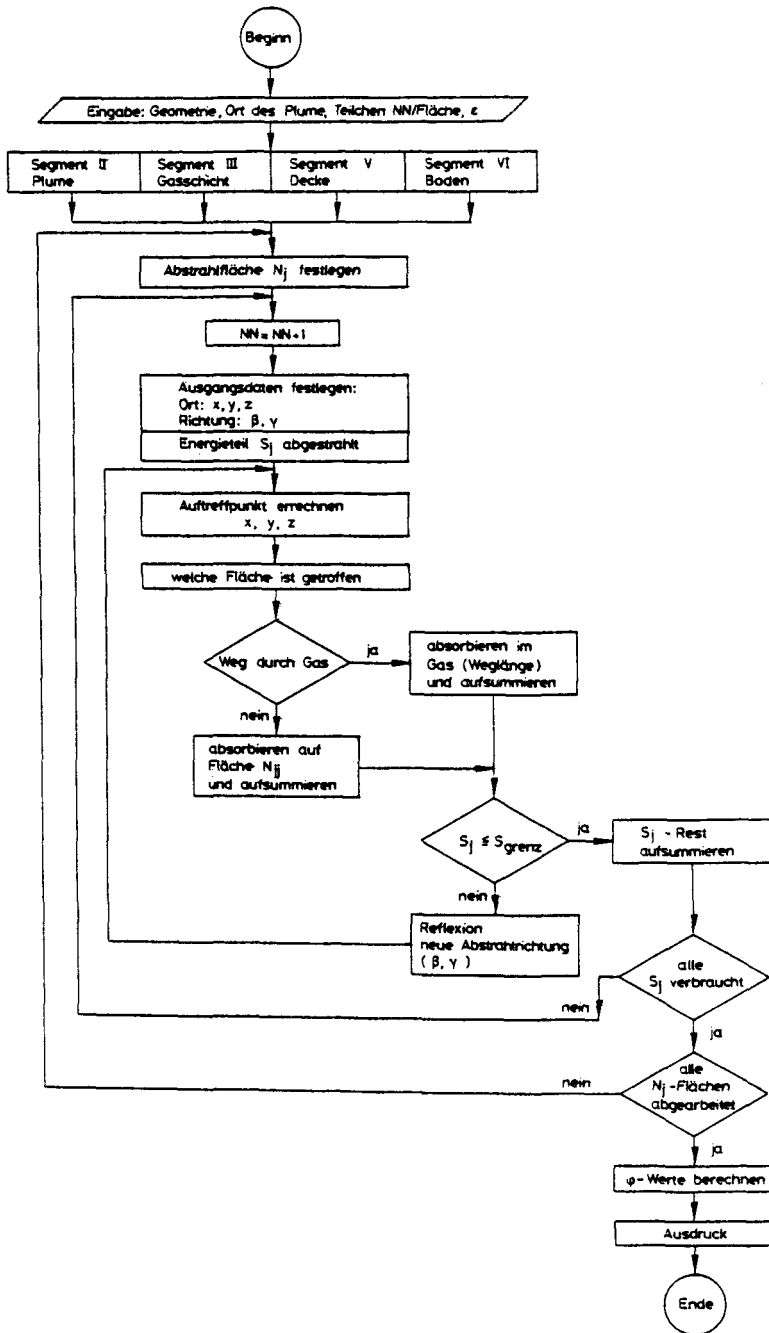 Beginn
Eingabe: Geometrie, Ort des Plume, Teilchen NN/Fläche, ε
Segment II
Plume
Segment III
Gasschicht
Segment V
Decke
Segment VI
Boden
Abstrahlfläche Nj festlegen
NN = NN+1
Ausgangsdaten festlegen:
Ort: x, y, z
Richtung: β, γ
Energieteil Sj abgestrahlt
Auftreffpunkt errechnen
x, y, z
welche Fläche ist getroffen
Weg durch Gas
ja
absorbieren im
Gas (Weglänge)
und aufsummieren
nein
absorbieren auf
Fläche Njj
und aufsummieren
Sj ≦ Sgrenz
ja
Sj - Rest
aufsummieren
nein
Reflexion
neue Abstrahlrichtung
(β, γ)
alle
Sj verbraucht
nein
ja
alle
Nj-Flächen
abgearbeitet
nein
ja
φ-Werte berechnen
Ausdruck
Ende